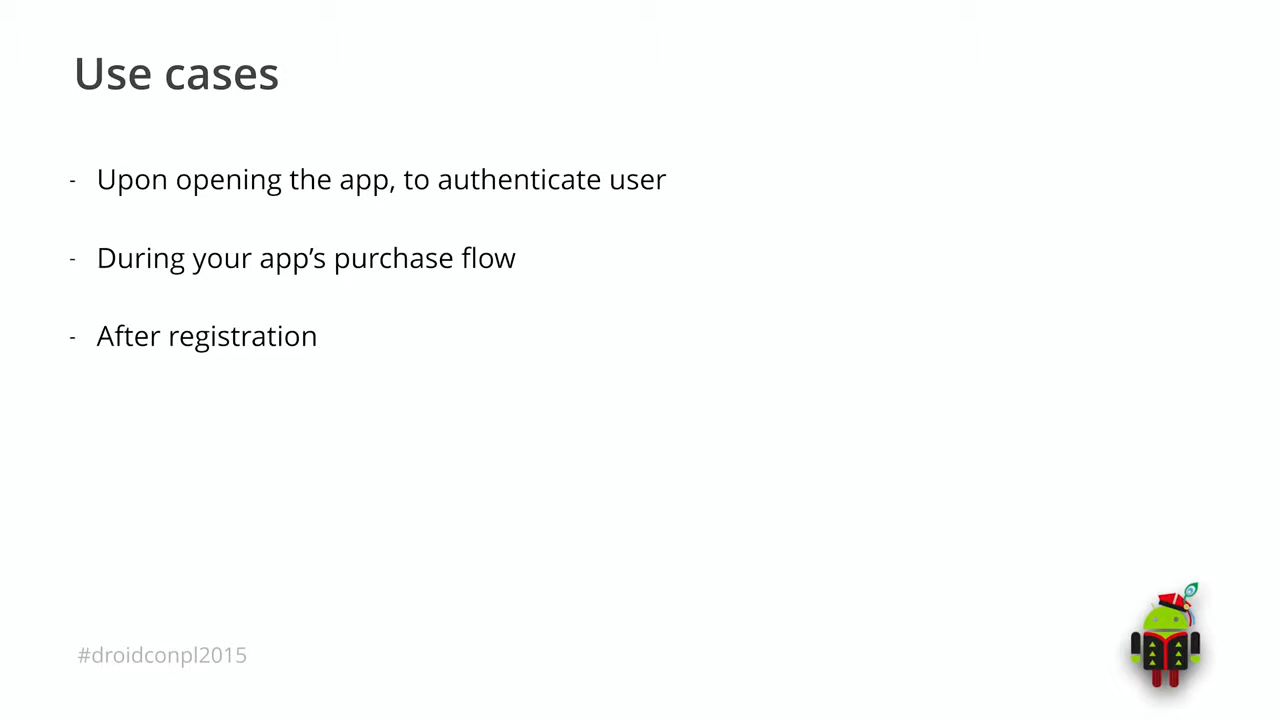 Use cases
- Upon opening the app, to authenticate user
- During your app’s purchase flow
- After registration
#droidconpl2015